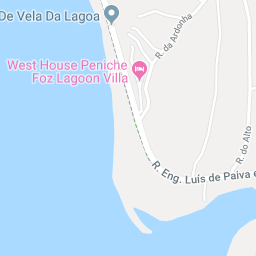 De Vela Da Lagoa
R. da Ardonha
West House Peniche
Foz Lagoon Villa
R. do Alto
R. Eng. Luís de Paiva e